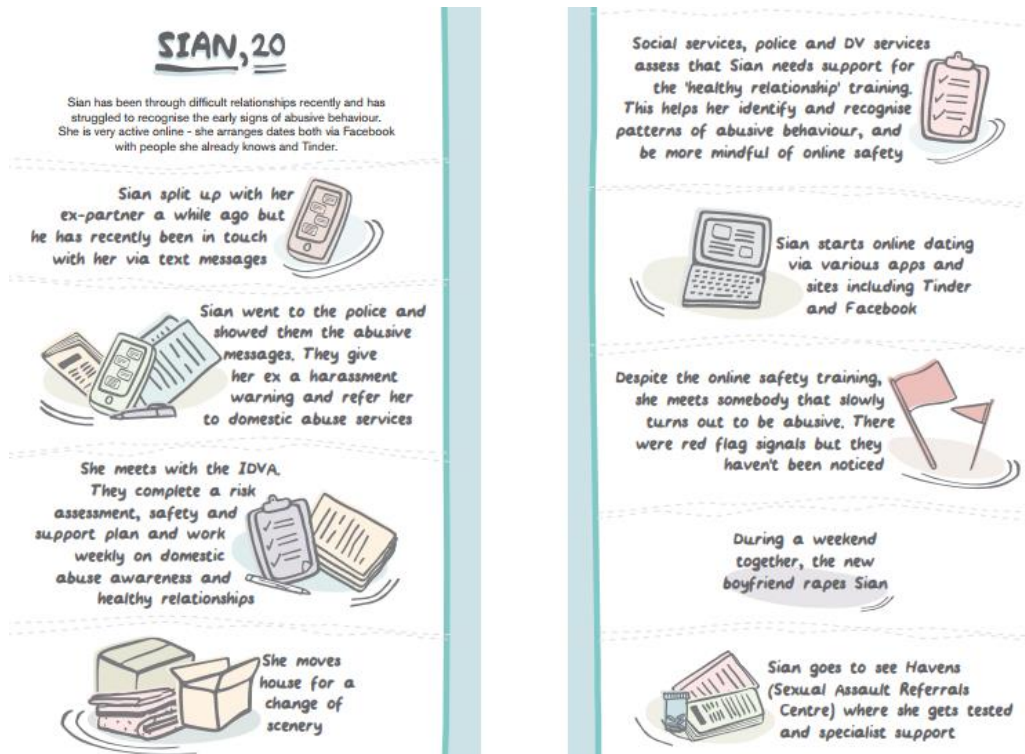 SIAN, 20
Sian has been through difficult relationships recently and has
struggled to recognise the early signs of abusive behaviour.
She is very active online - she arranges dates both via Facebook
with people she already knows and Tinder.
Sian split up with her
ex-partner a while ago but
he has recently been in touch
with her via text messages
Sian went to the police and
showed them the abusive
messages. They give
her ex a harassment
warning and refer her
to domestic abuse services
She meets with the IDVA.
They complete a risk
assessment, safety and
support plan and work
weekly on domestic
abuse awareness and
healthy relationships
She moves
house for a
change of
scenery
Social services, police and DV services
assess that Sian needs support for
the 'healthy relationship' training.
This helps her identify and recognise
patterns of abusive behaviour, and
be more mindful of online safety
Sian starts online dating
via various apps and
sites including Tinder
and Facebook
Despite the online safety training,
she meets somebody that slowly
turns out to be abusive. There
were red flag signals but they
haven't been noticed
During a weekend
together, the new
boyfriend rapes Sian
Sian goes to see Havens
(Sexual Assault Referrals
Centre) where she gets tested
and specialist support